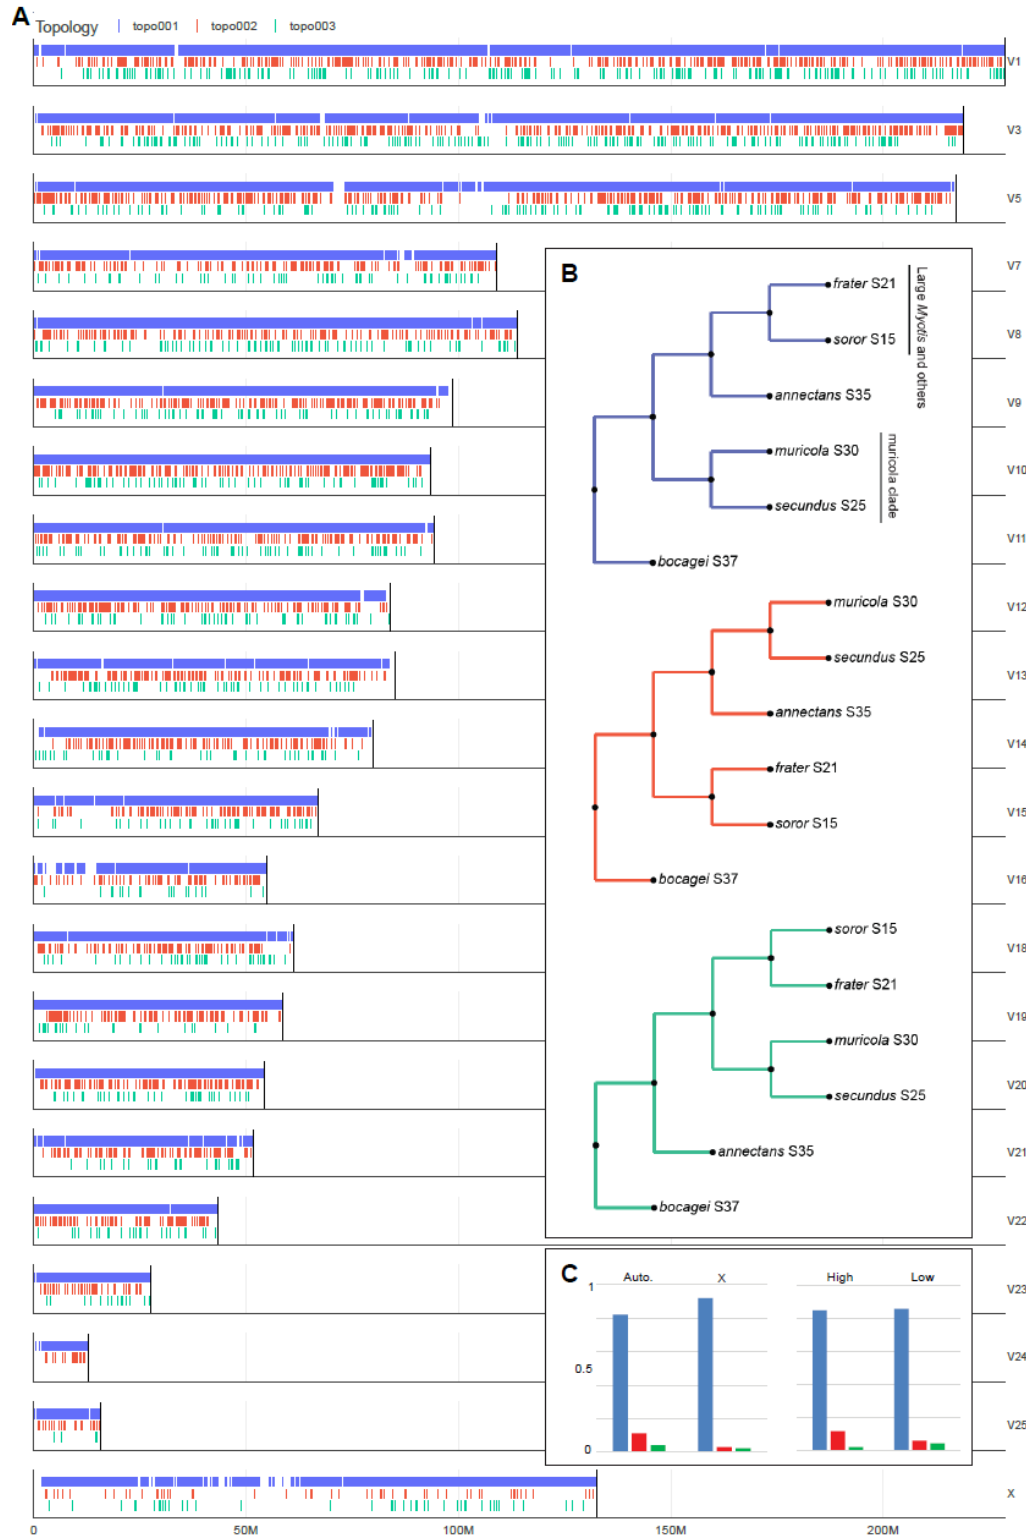 A
Topology topo001 topo002 topo003
V1
V3
V5
V7
V8
V9
V10
V11
V12
V13
V14
V15
V16
V18
V19
V20
V21
V22
V23
V24
V25
X
0 50M 100M 150M 200M
B
frater S21
soror S15
annectans S35
Large Myotis and others
muricola S30
secundus S25
muricola clade
bocagei S37
muricola S30
secundus S25
annectans S35
frater S21
soror S15
bocagei S37
soror S15
frater S21
muricola S30
secundus S25
annectans S35
bocagei S37
C
Auto. X High Low
1
0.5
0